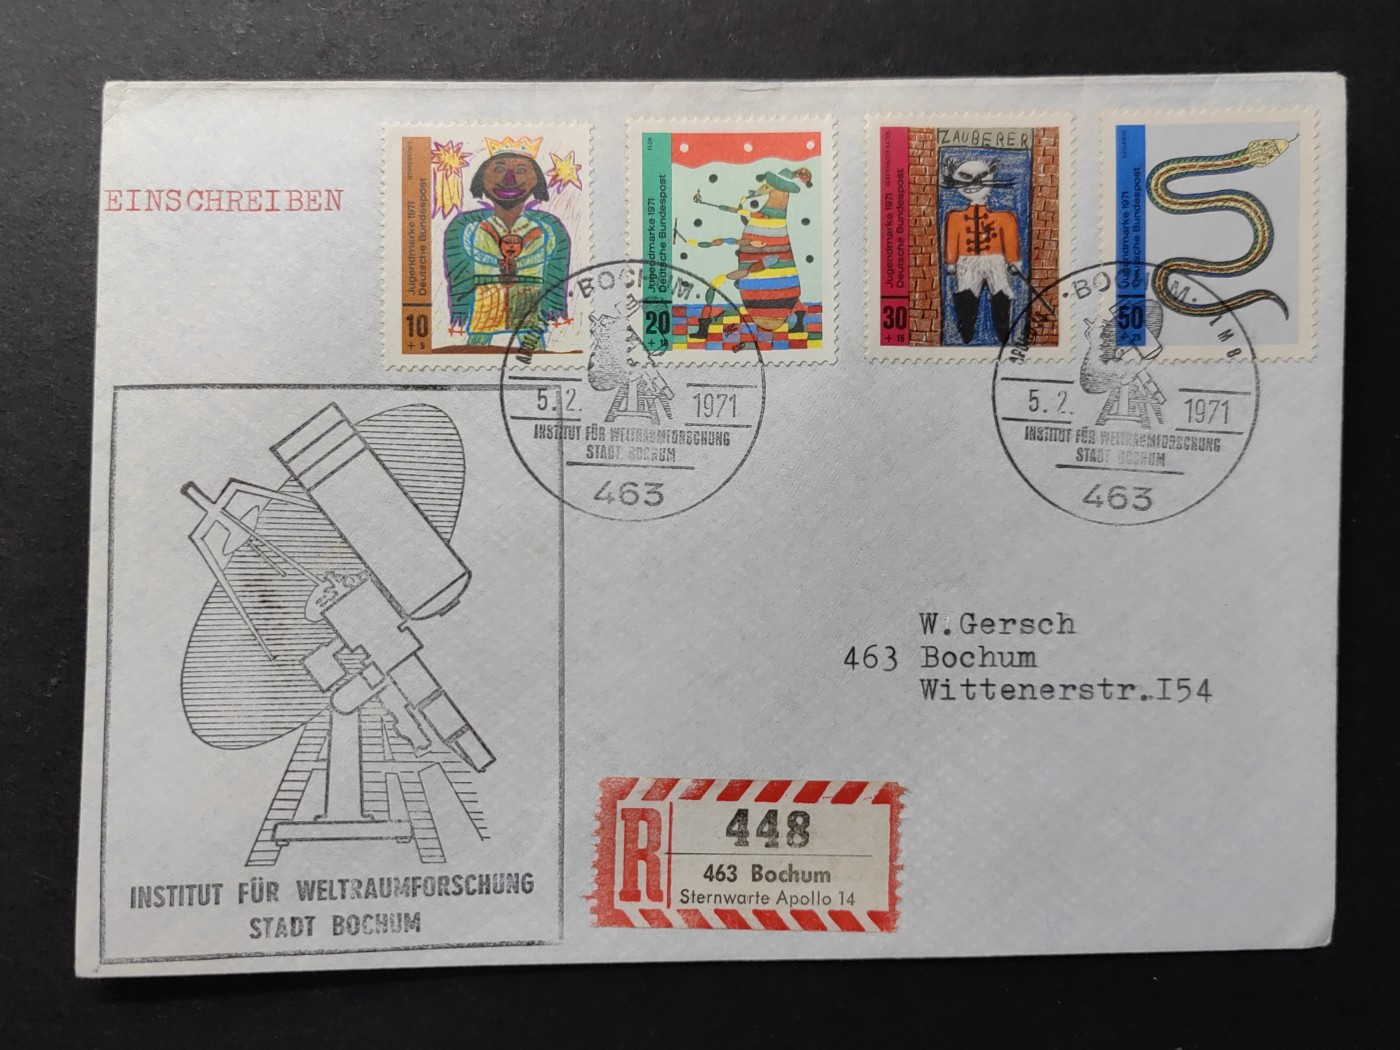 EINSCHREIBEN
Jugendmarke 1971
Deutsche Bundespost
10
+ 5
FLZH
Jugendmarke 1971
Deutsche Bundespost
20
+ 10
ZAUBERER
Jugendmarke 1971
Deutsche Bundespost
30
+ 15
Jugendmarke 1971
Deutsche Bundespost
50
+ 25
· BOCHUM ·
5. 2. 1971
INSTITUT FÜR WELTRAUMFORSCHUNG
STADT BOCHUM
463
· BOCHUM ·
5. 2. 1971
INSTITUT FÜR WELTRAUMFORSCHUNG
STADT BOCHUM
463
W.Gersch
463 Bochum
Wittenerstr.I54
R
448
463 Bochum
Sternwarte Apollo 14
INSTITUT FÜR WELTRAUMFORSCHUNG
STADT BOCHUM